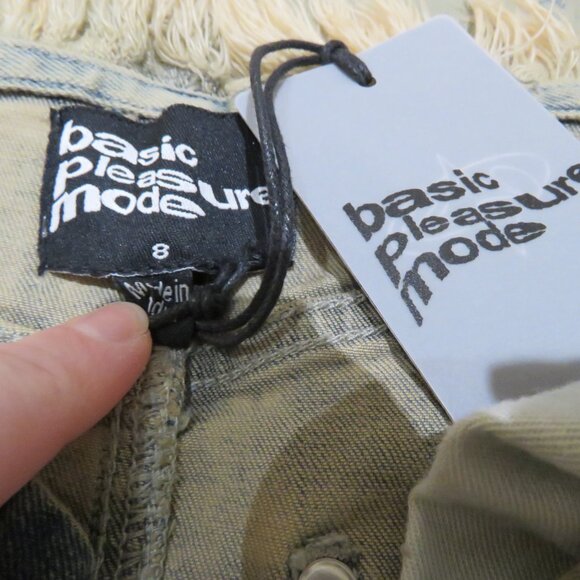 basic
pleasure
mode
8
Made in
basic
pleasure
mode